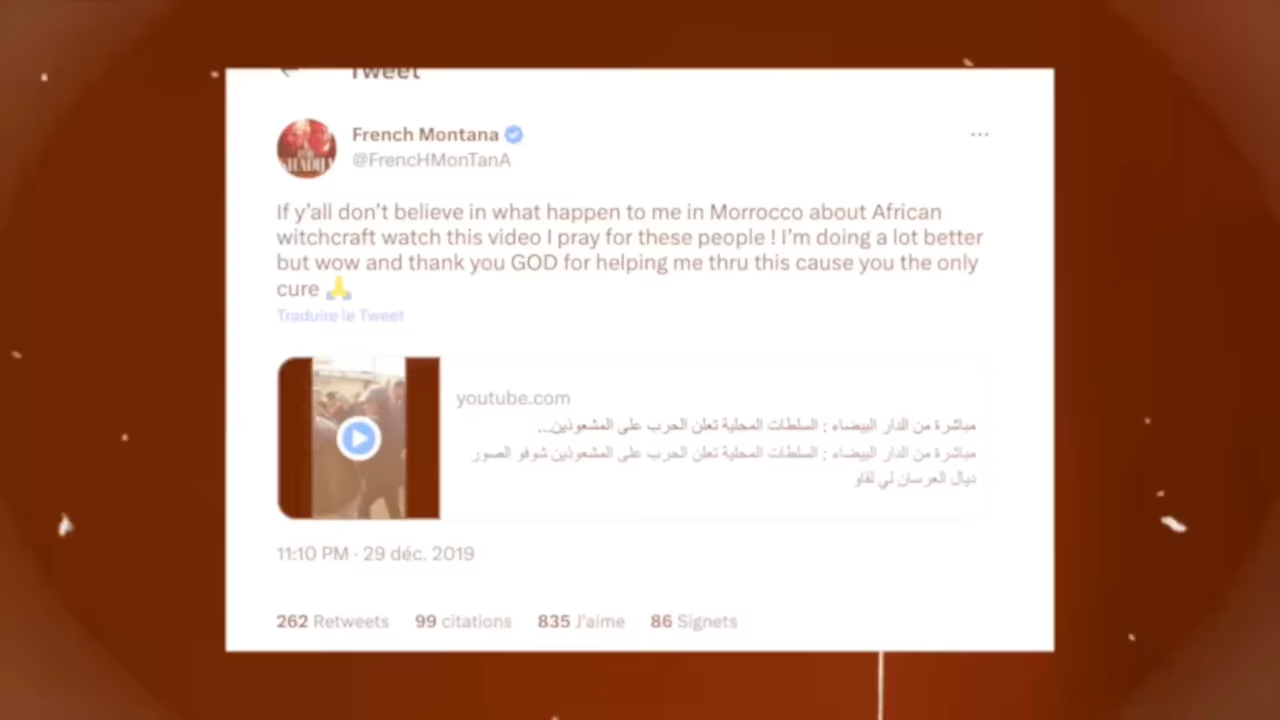 Tweet
French Montana
@FrencHMonTanA
If y'all don't believe in what happen to me in Morrocco about African
witchcraft watch this video I pray for these people ! I'm doing a lot better
but wow and thank you GOD for helping me thru this cause you the only
cure 🙏
Traduire le Tweet
youtube.com
مباشرة من الدار البيضاء : السلطات المحلية تعلن الحرب على المشعوذين...
مباشرة من الدار البيضاء : السلطات المحلية تعلن الحرب على المشعوذين شوفو الصور
ديال العرسان لي لقاو
11:10 PM · 29 déc. 2019
262 Retweets 99 citations 835 J'aime 86 Signets